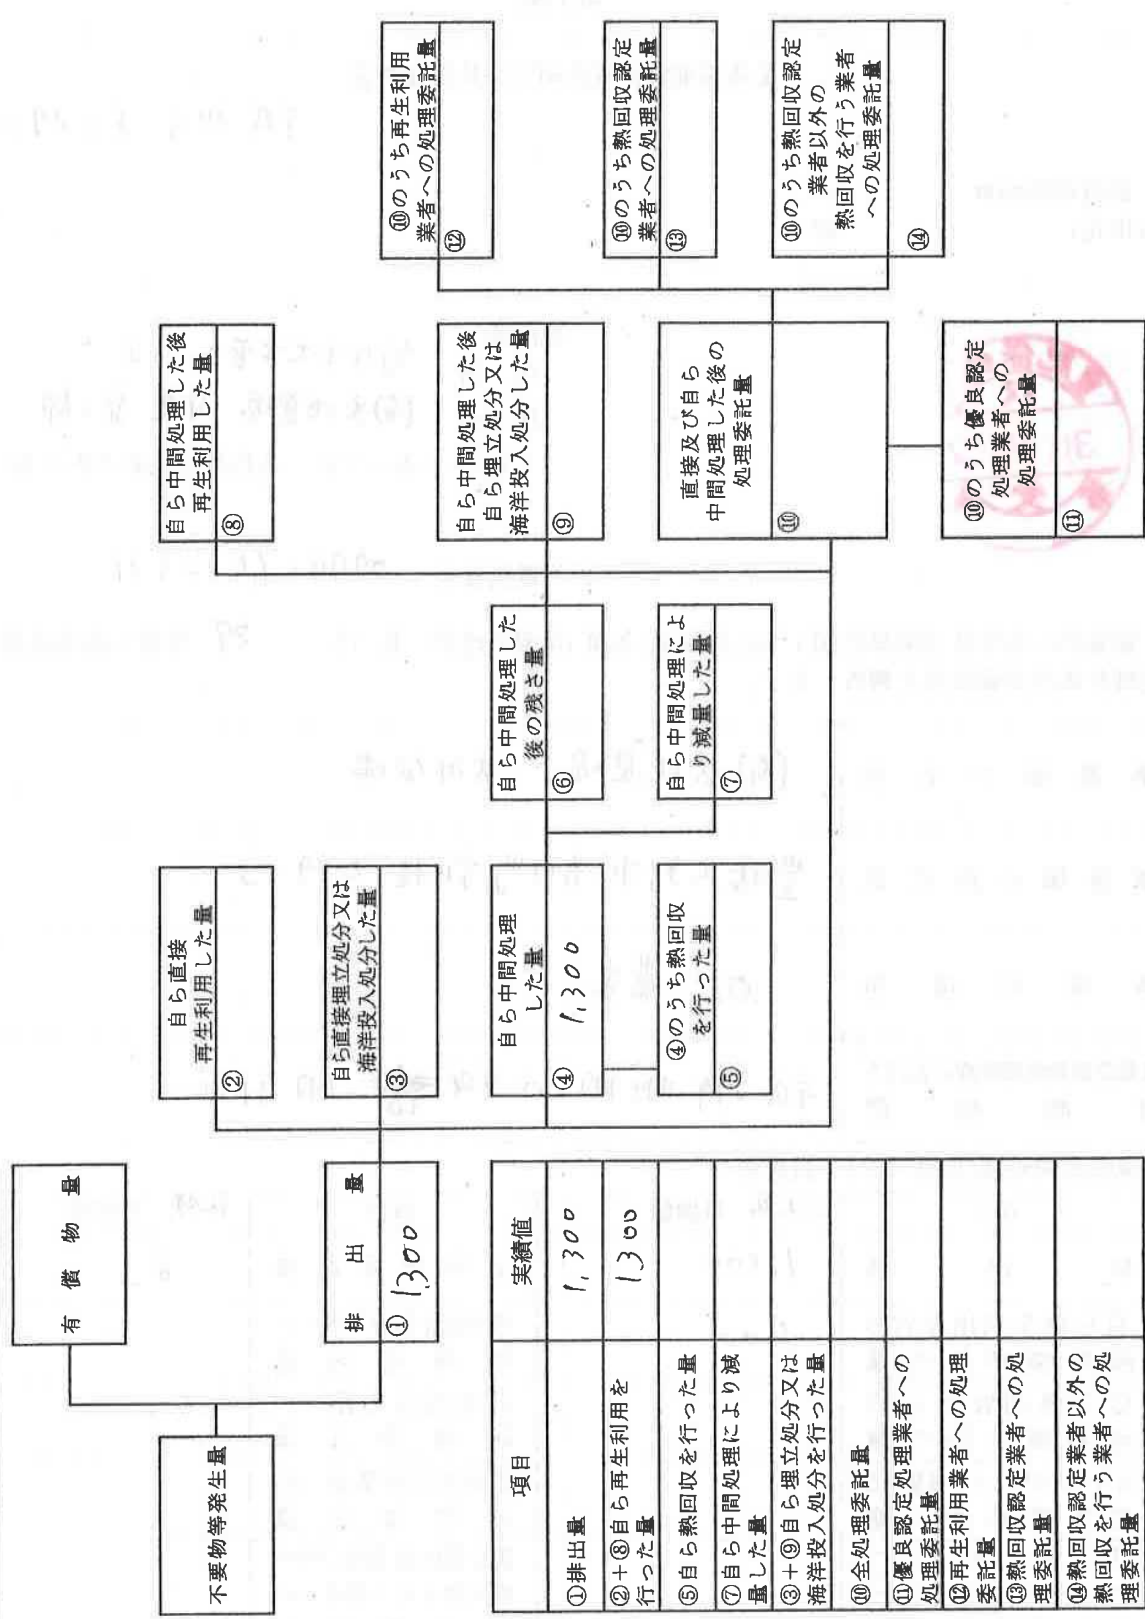 不要物等発生量
有償物量
排出量
① 1,300
自ら直接
再生利用した量
②
自ら直接埋立処分又は
海洋投入処分した量
③
自ら中間処理
した量
④ 1,300
④のうち熱回収
を行った量
⑤
自ら中間処理した
後の残さ量
⑥
自ら中間処理によ
り減量した量
⑦
自ら中間処理した後
再生利用した量
⑧
自ら中間処理した後
自ら埋立処分又は
海洋投入処分した量
⑨
直接及び自ら
中間処理した後の
処理委託量
⑩
⑩のうち優良認定
処理業者への
処理委託量
⑪
⑩のうち再生利用
業者への処理委託量
⑫
⑩のうち熱回収認定
業者への処理委託量
⑬
⑩のうち熱回収認定
業者以外の
熱回収を行う業者
への処理委託量
⑭
項目 実績値
①排出量 1,300
②+⑧自ら再生利用を
行った量 1,300
⑤自ら熱回収を行った量
⑦自ら中間処理により減
量した量
③+⑨自ら埋立処分又は
海洋投入処分を行った量
⑩全処理委託量
⑪優良認定処理業者への
処理委託量
⑫再生利用業者への処理
委託量
⑬熱回収認定業者への処
理委託量
⑭熱回収認定業者以外の
熱回収を行う業者への処
理委託量